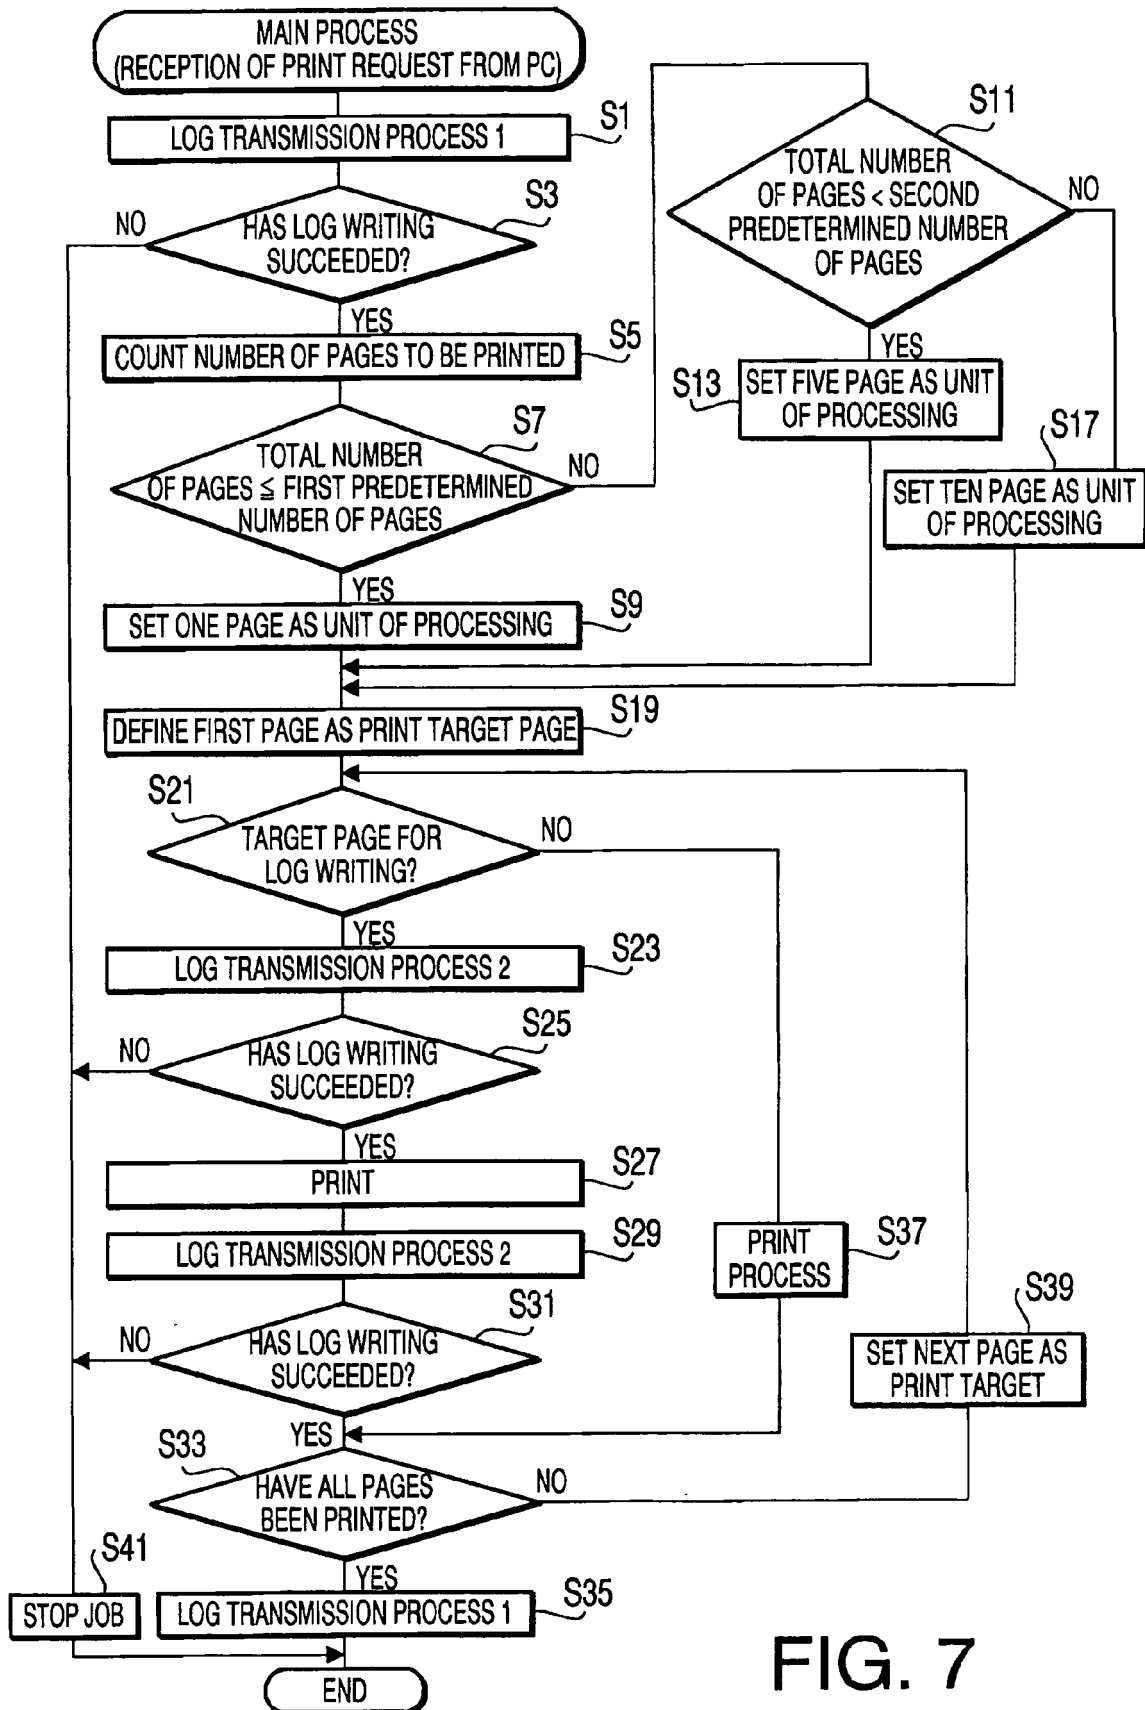 MAIN PROCESS
(RECEPTION OF PRINT REQUEST FROM PC)
S1
LOG TRANSMISSION PROCESS 1
S3
NO
HAS LOG WRITING
SUCCEEDED?
YES
S5
COUNT NUMBER OF PAGES TO BE PRINTED
S7
TOTAL NUMBER
OF PAGES ≦ FIRST PREDETERMINED
NUMBER OF PAGES
NO
YES
S9
SET ONE PAGE AS UNIT OF PROCESSING
S11
TOTAL NUMBER
OF PAGES < SECOND
PREDETERMINED NUMBER
OF PAGES
NO
YES
S13
SET FIVE PAGE AS UNIT
OF PROCESSING
S17
SET TEN PAGE AS UNIT
OF PROCESSING
S19
DEFINE FIRST PAGE AS PRINT TARGET PAGE
S21
TARGET PAGE FOR
LOG WRITING?
NO
YES
S23
LOG TRANSMISSION PROCESS 2
S25
NO
HAS LOG WRITING
SUCCEEDED?
YES
S27
PRINT
S29
LOG TRANSMISSION PROCESS 2
S31
NO
HAS LOG WRITING
SUCCEEDED?
YES
S37
PRINT
PROCESS
S39
SET NEXT PAGE AS
PRINT TARGET
S33
HAVE ALL PAGES
BEEN PRINTED?
NO
YES
S41
STOP JOB
S35
LOG TRANSMISSION PROCESS 1
END
FIG. 7